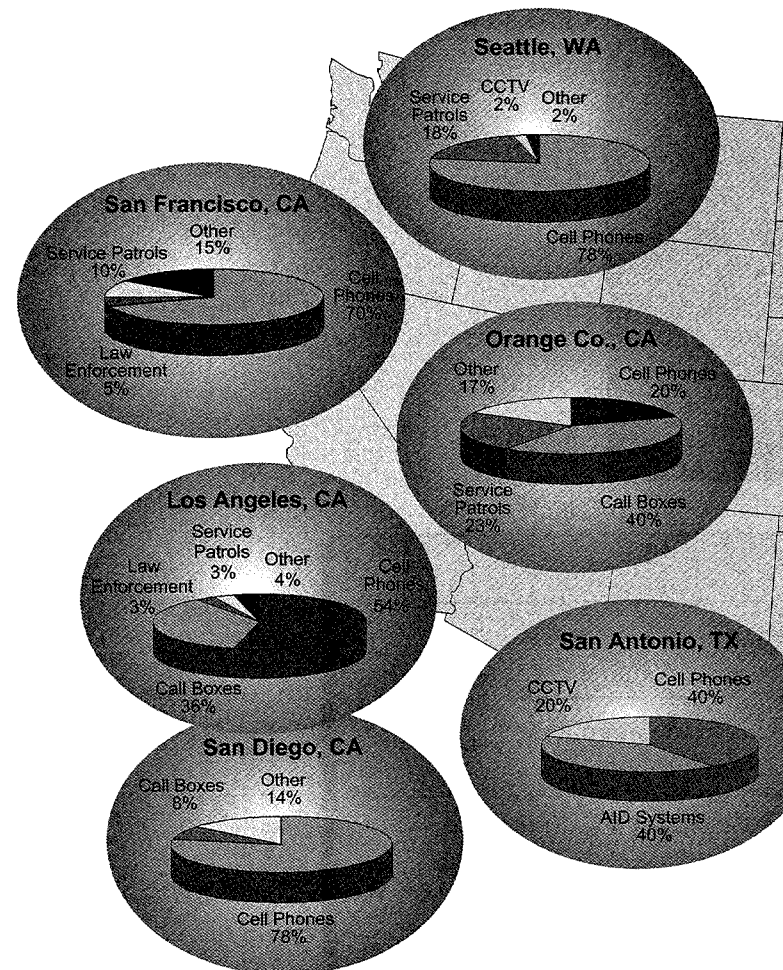 Seattle, WA
CCTV
2%
Other
2%
Service
Patrols
18%
Cell Phones
78%
San Francisco, CA
Other
15%
Service Patrols
10%
Cell
Phones
70%
Law
Enforcement
5%
Orange Co., CA
Other
17%
Cell Phones
20%
Service
Patrols
23%
Call Boxes
40%
Los Angeles, CA
Service
Patrols
3%
Law
Enforcement
3%
Other
4%
Cell
Phones
54%
Call Boxes
36%
San Antonio, TX
CCTV
20%
Cell Phones
40%
AID Systems
40%
San Diego, CA
Call Boxes
8%
Other
14%
Cell Phones
78%